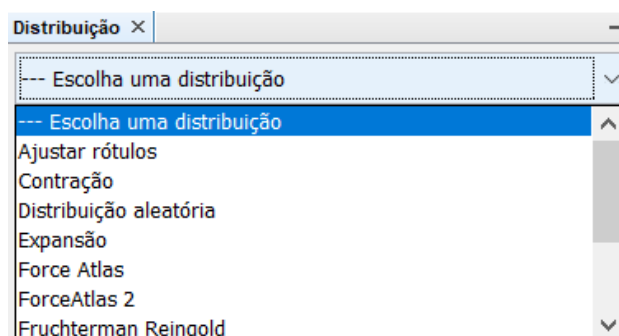 Distribuição ×
--- Escolha uma distribuição
--- Escolha uma distribuição
Ajustar rótulos
Contração
Distribuição aleatória
Expansão
Force Atlas
ForceAtlas 2
Fruchterman Reingold